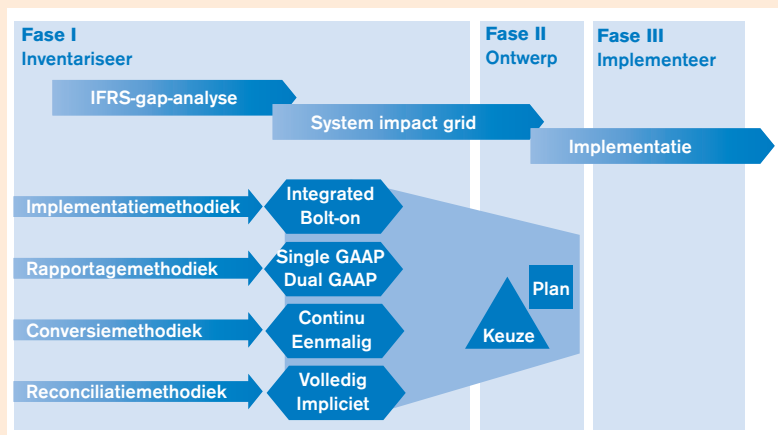 Fase I
Inventariseer
Fase II
Ontwerp
Fase III
Implementeer
IFRS-gap-analyse
System impact grid
Implementatie
Implementatiemethodiek
Integrated
Bolt-on
Rapportagemethodiek
Single GAAP
Dual GAAP
Conversiemethodiek
Continu
Eenmalig
Reconciliatiemethodiek
Volledig
Impliciet
Plan
Keuze